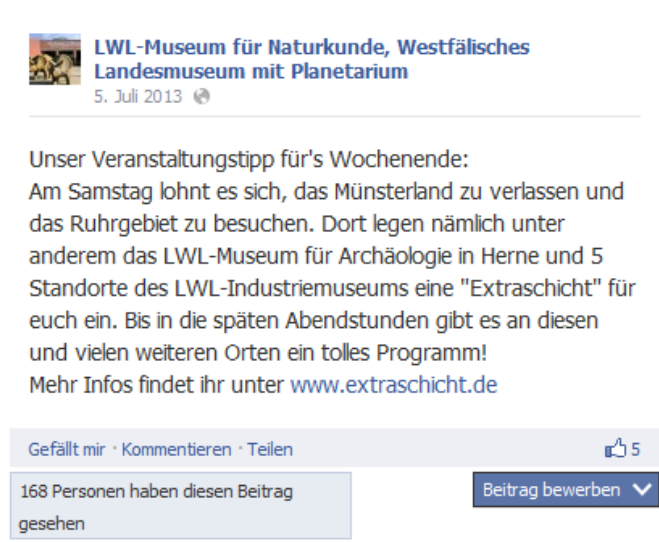 LWL-Museum für Naturkunde, Westfälisches
Landesmuseum mit Planetarium
5. Juli 2013
Unser Veranstaltungstipp für's Wochenende:
Am Samstag lohnt es sich, das Münsterland zu verlassen und
das Ruhrgebiet zu besuchen. Dort legen nämlich unter
anderem das LWL-Museum für Archäologie in Herne und 5
Standorte des LWL-Industriemuseums eine "Extraschicht" für
euch ein. Bis in die späten Abendstunden gibt es an diesen
und vielen weiteren Orten ein tolles Programm!
Mehr Infos findet ihr unter www.extraschicht.de
Gefällt mir · Kommentieren · Teilen 5
168 Personen haben diesen Beitrag
gesehen
Beitrag bewerben